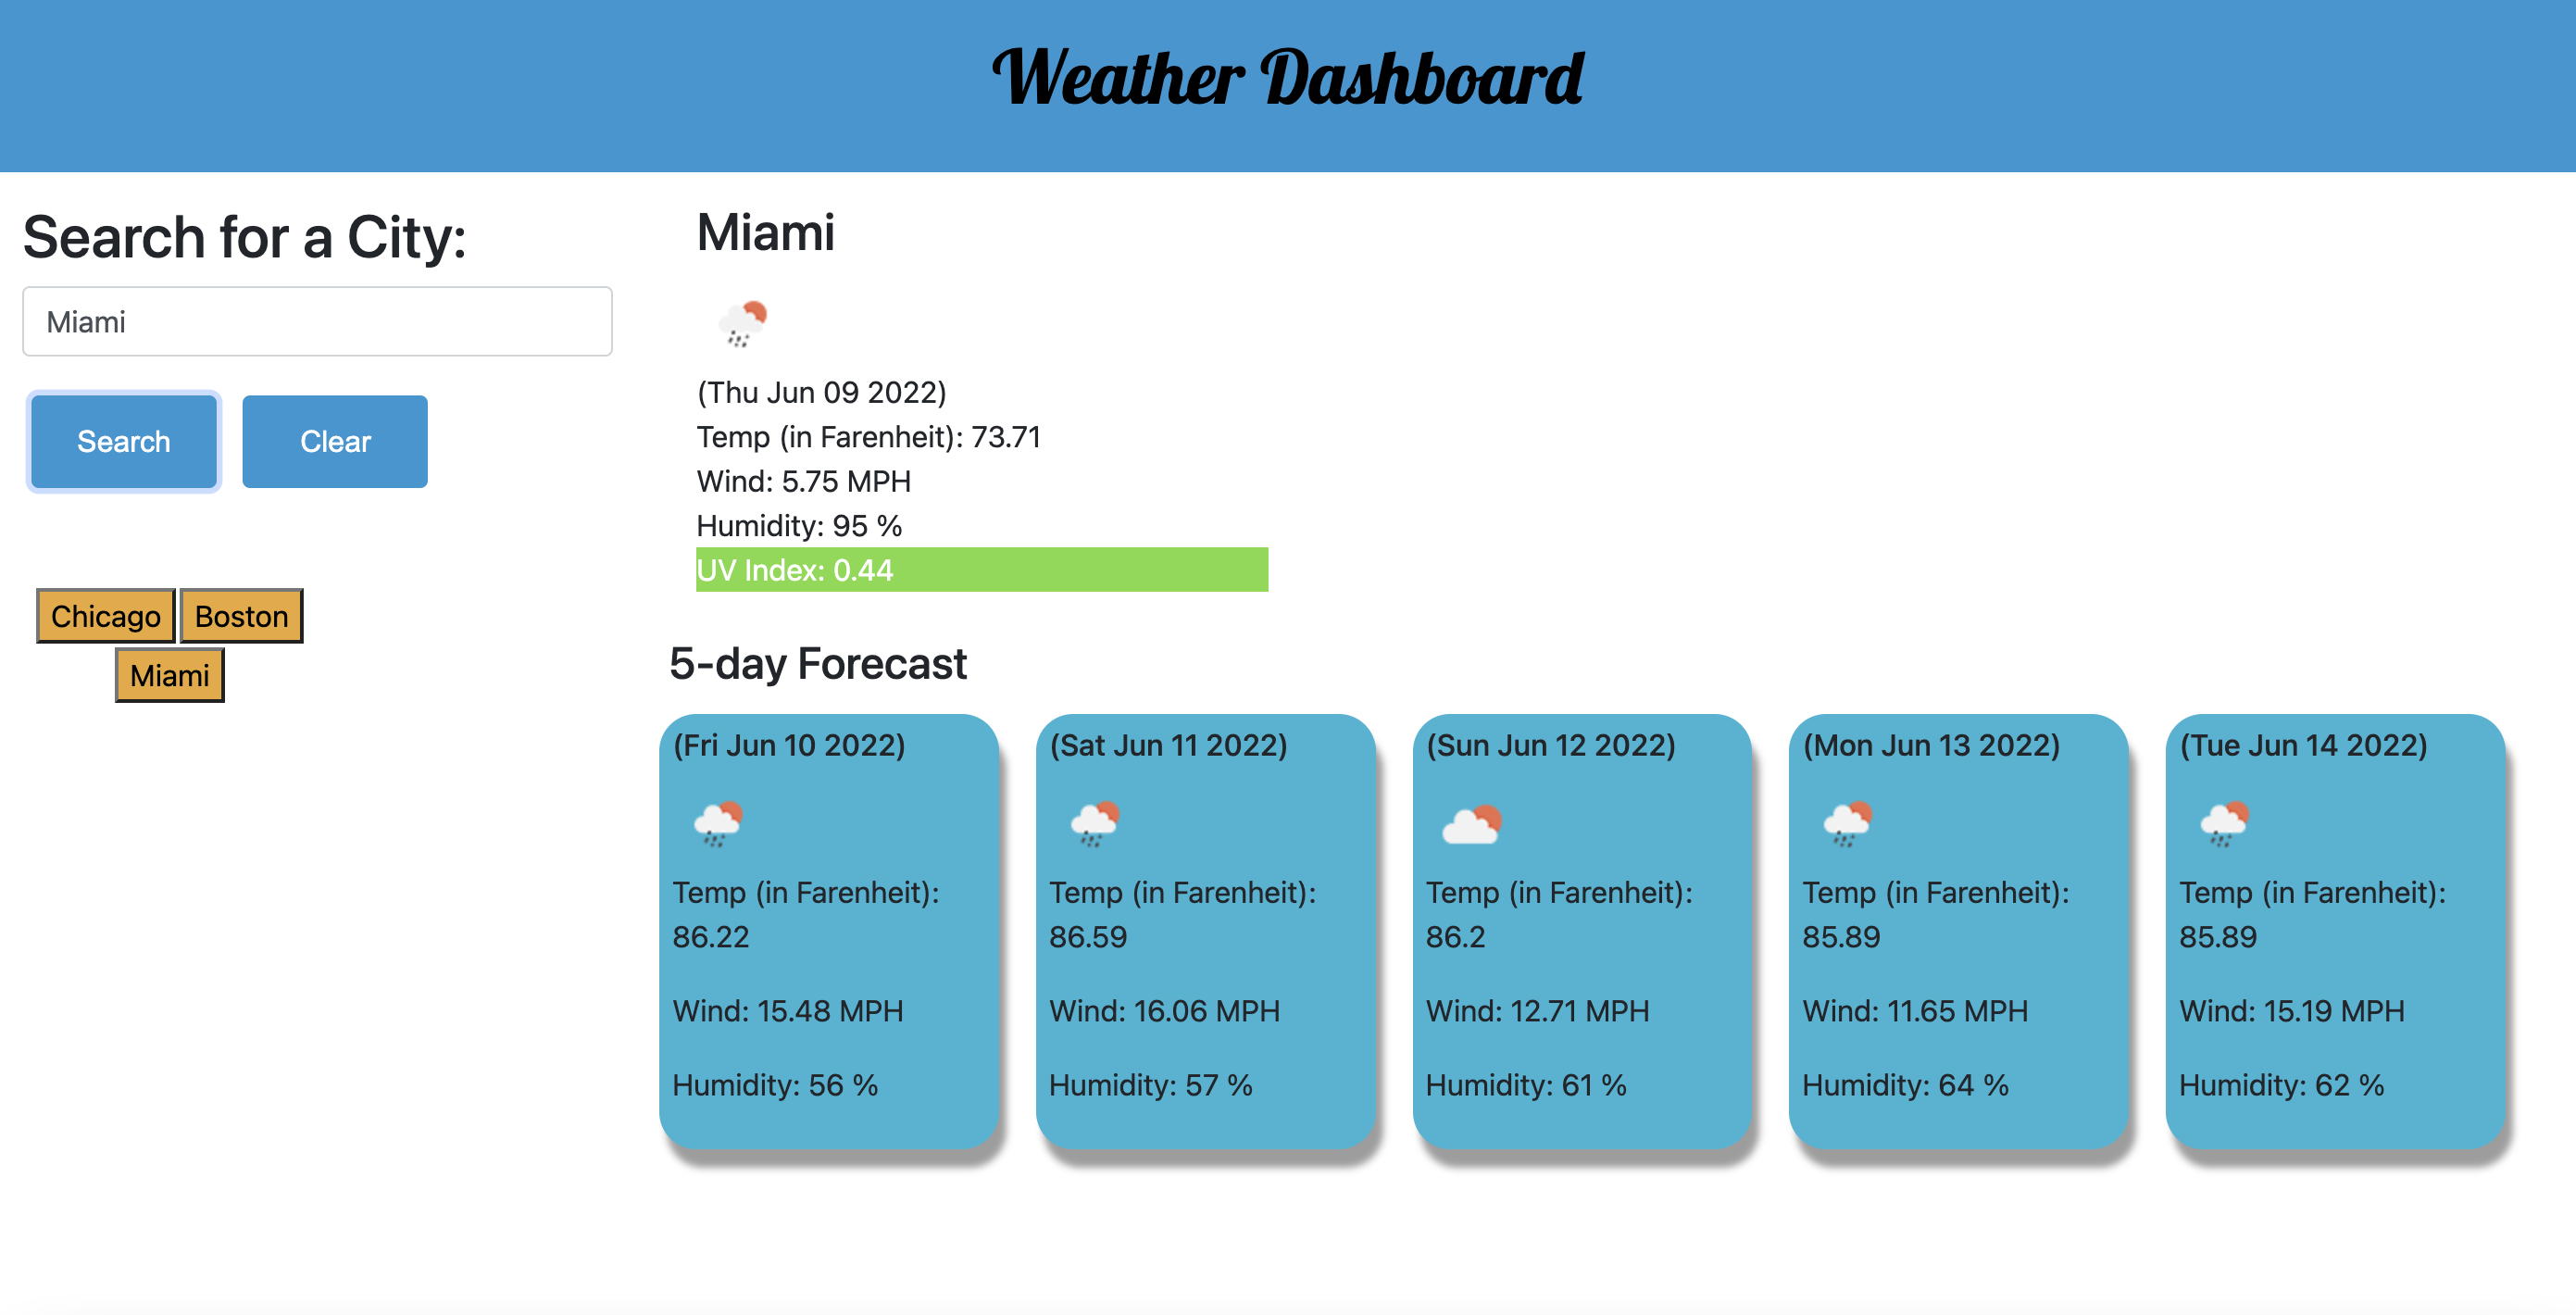 Weather Dashboard
Search for a City:
Miami
Search
Clear
Chicago
Boston
Miami
Miami
(Thu Jun 09 2022)
Temp (in Farenheit): 73.71
Wind: 5.75 MPH
Humidity: 95 %
UV Index: 0.44
5-day Forecast
(Fri Jun 10 2022)
Temp (in Farenheit):
86.22
Wind: 15.48 MPH
Humidity: 56 %
(Sat Jun 11 2022)
Temp (in Farenheit):
86.59
Wind: 16.06 MPH
Humidity: 57 %
(Sun Jun 12 2022)
Temp (in Farenheit):
86.2
Wind: 12.71 MPH
Humidity: 61 %
(Mon Jun 13 2022)
Temp (in Farenheit):
85.89
Wind: 11.65 MPH
Humidity: 64 %
(Tue Jun 14 2022)
Temp (in Farenheit):
85.89
Wind: 15.19 MPH
Humidity: 62 %